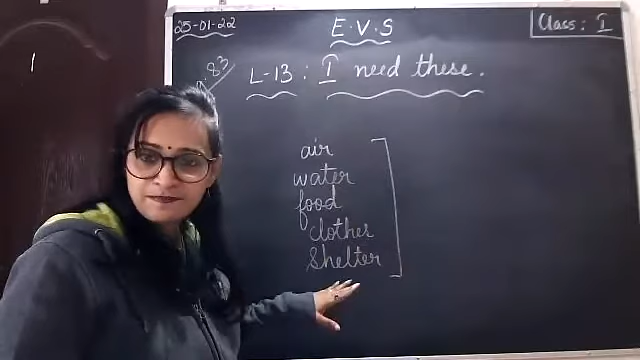 25-01-22
E.V.S
Class: I
83
L-13: I need these.
air
water
food
clothes
Shelter